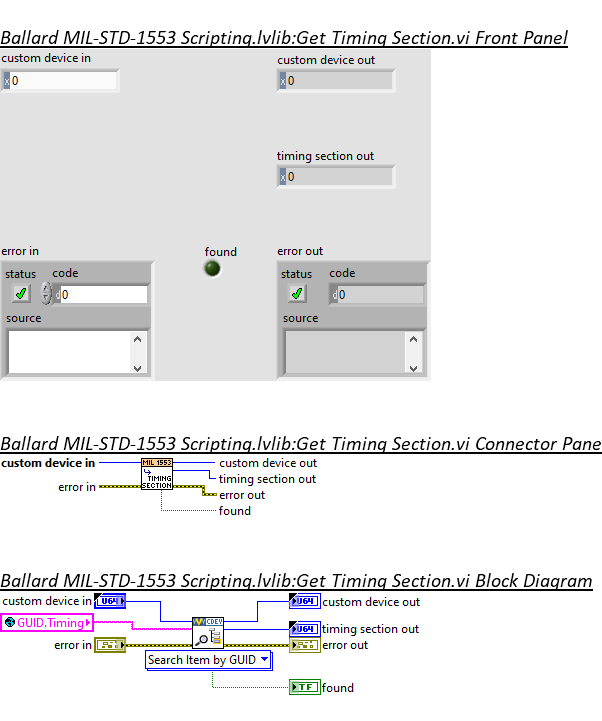 Ballard MIL-STD-1553 Scripting.lvlib:Get Timing Section.vi Front Panel
custom device in
custom device out
x 0
x 0
timing section out
x 0
error in
found
error out
status code
status code
d 0
d 0
source
source
Ballard MIL-STD-1553 Scripting.lvlib:Get Timing Section.vi Connector Pane
custom device in
MIL 1553
custom device out
TIMING
timing section out
error in
SECTION
error out
found
Ballard MIL-STD-1553 Scripting.lvlib:Get Timing Section.vi Block Diagram
custom device in
U64
U64
custom device out
GUID.Timing
CDEV
U64
timing section out
error in
error out
Search Item by GUID
TF
found